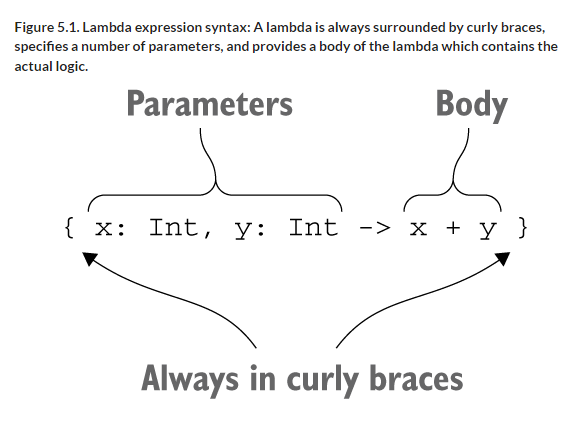 Figure 5.1. Lambda expression syntax: A lambda is always surrounded by curly braces,
specifies a number of parameters, and provides a body of the lambda which contains the
actual logic.
Parameters Body
{ x: Int, y: Int -> x + y }
Always in curly braces